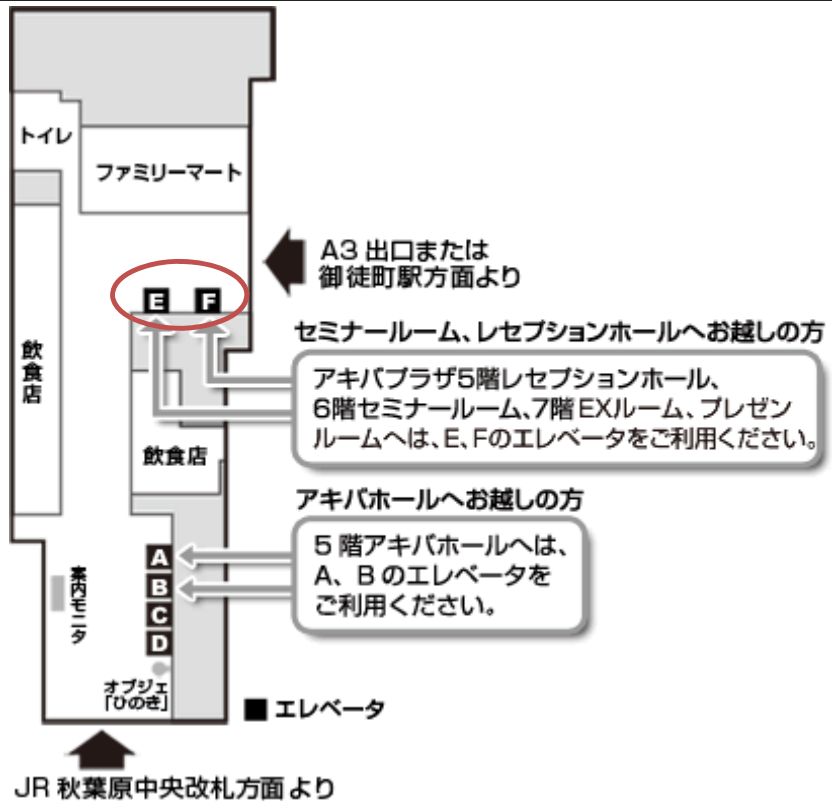 トイレ
ファミリーマート
A3 出口または
御徒町駅方面より
E F
セミナールーム、レセプションホールへお越しの方
アキバプラザ5階レセプションホール、
6階セミナールーム、7階EXルーム、プレゼン
ルームへは、E、Fのエレベータをご利用ください。
飲食店
飲食店
アキバホールへお越しの方
5 階アキバホールへは、
A、B のエレベータを
ご利用ください。
A
B
C
D
案内モニタ
オブジェ
「ひのき」
■ エレベータ
JR 秋葉原中央改札方面より